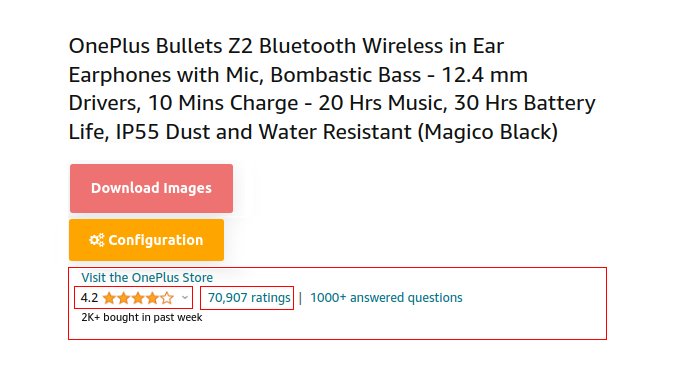 OnePlus Bullets Z2 Bluetooth Wireless in Ear
Earphones with Mic, Bombastic Bass - 12.4 mm
Drivers, 10 Mins Charge - 20 Hrs Music, 30 Hrs Battery
Life, IP55 Dust and Water Resistant (Magico Black)
Download Images
Configuration
Visit the OnePlus Store
4.2 70,907 ratings | 1000+ answered questions
2K+ bought in past week